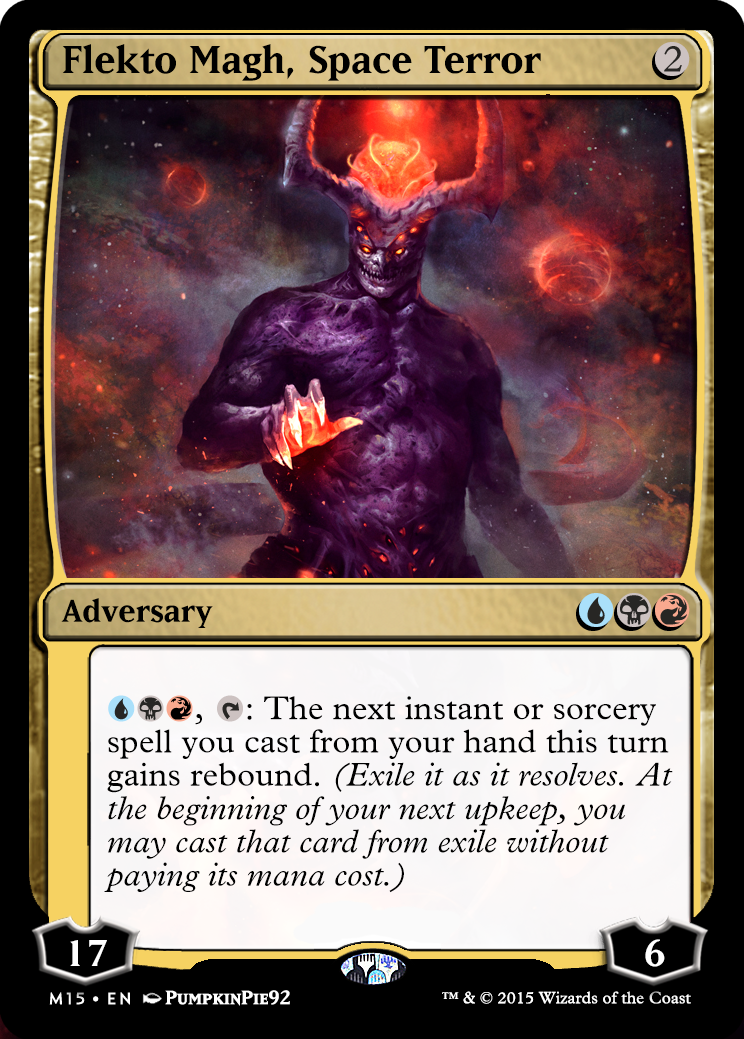 Flekto Magh, Space Terror 2
Adversary
, : The next instant or sorcery
spell you cast from your hand this turn
gains rebound. (Exile it as it resolves. At
the beginning of your next upkeep, you
may cast that card from exile without
paying its mana cost.)
17 6
M15 • EN PumpkinPie92 ™ & © 2015 Wizards of the Coast